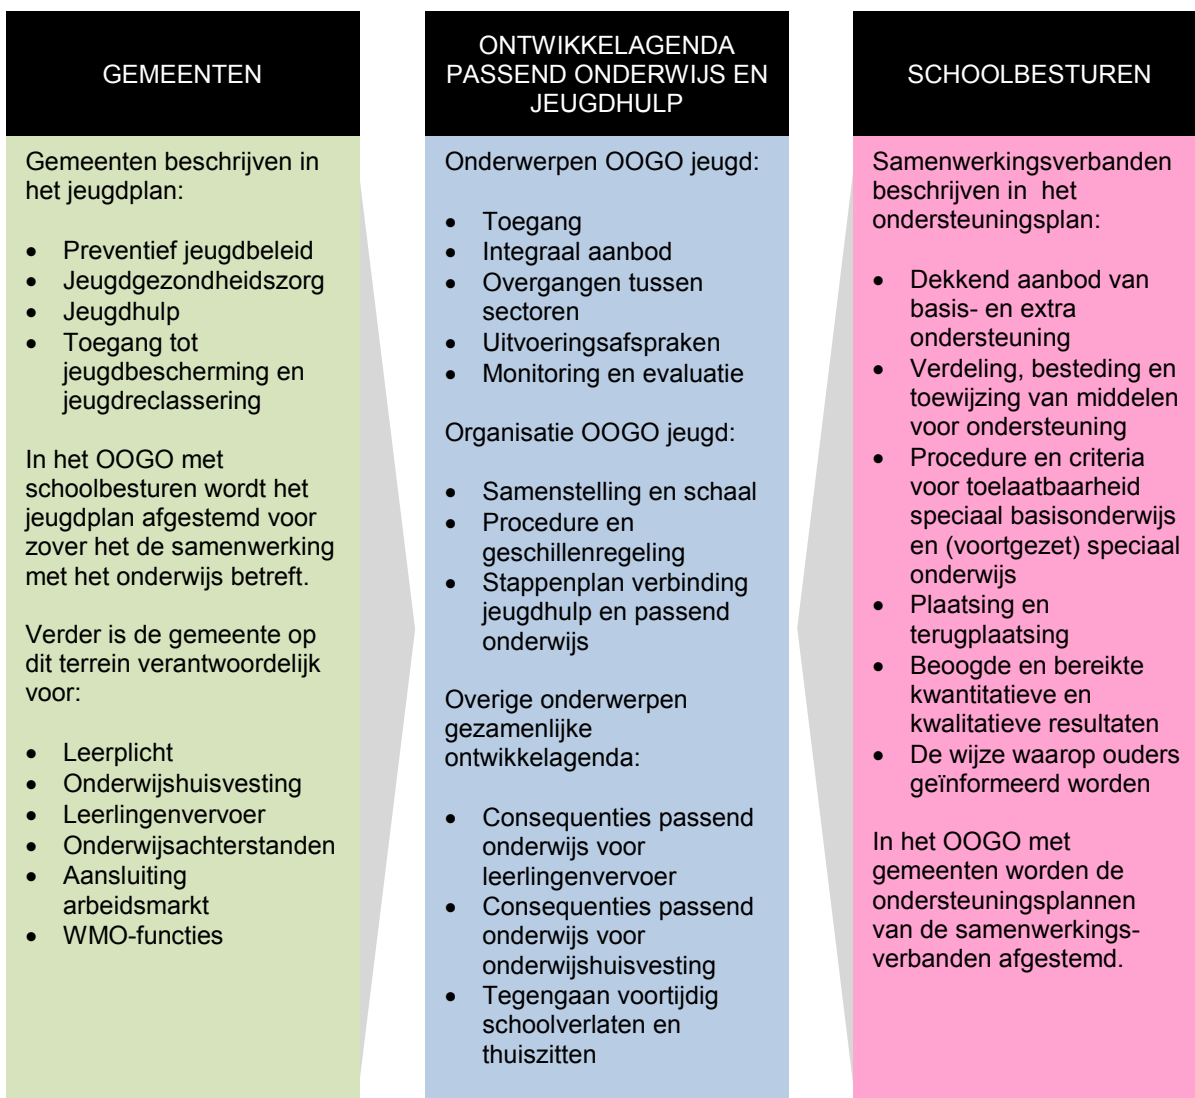 GEMEENTEN
Gemeenten beschrijven in
het jeugdplan:
• Preventief jeugdbeleid
• Jeugdgezondheidszorg
• Jeugdhulp
• Toegang tot
jeugdbescherming en
jeugdreclassering
In het OOGO met
schoolbesturen wordt het
jeugdplan afgestemd voor
zover het de samenwerking
met het onderwijs betreft.
Verder is de gemeente op
dit terrein verantwoordelijk
voor:
• Leerplicht
• Onderwijshuisvesting
• Leerlingenvervoer
• Onderwijsachterstanden
• Aansluiting
arbeidsmarkt
• WMO-functies
ONTWIKKELAGENDA
PASSEND ONDERWIJS EN
JEUGDHULP
Onderwerpen OOGO jeugd:
• Toegang
• Integraal aanbod
• Overgangen tussen
sectoren
• Uitvoeringsafspraken
• Monitoring en evaluatie
Organisatie OOGO jeugd:
• Samenstelling en schaal
• Procedure en
geschillenregeling
• Stappenplan verbinding
jeugdhulp en passend
onderwijs
Overige onderwerpen
gezamenlijke
ontwikkelagenda:
• Consequenties passend
onderwijs voor
leerlingenvervoer
• Consequenties passend
onderwijs voor
onderwijshuisvesting
• Tegengaan voortijdig
schoolverlaten en
thuiszitten
SCHOOLBESTUREN
Samenwerkingsverbanden
beschrijven in het
ondersteuningsplan:
• Dekkend aanbod van
basis- en extra
ondersteuning
• Verdeling, besteding en
toewijzing van middelen
voor ondersteuning
• Procedure en criteria
voor toelaatbaarheid
speciaal basisonderwijs
en (voortgezet) speciaal
onderwijs
• Plaatsing en
terugplaatsing
• Beoogde en bereikte
kwantitatieve en
kwalitatieve resultaten
• De wijze waarop ouders
geïnformeerd worden
In het OOGO met
gemeenten worden de
ondersteuningsplannen
van de samenwerkings-
verbanden afgestemd.